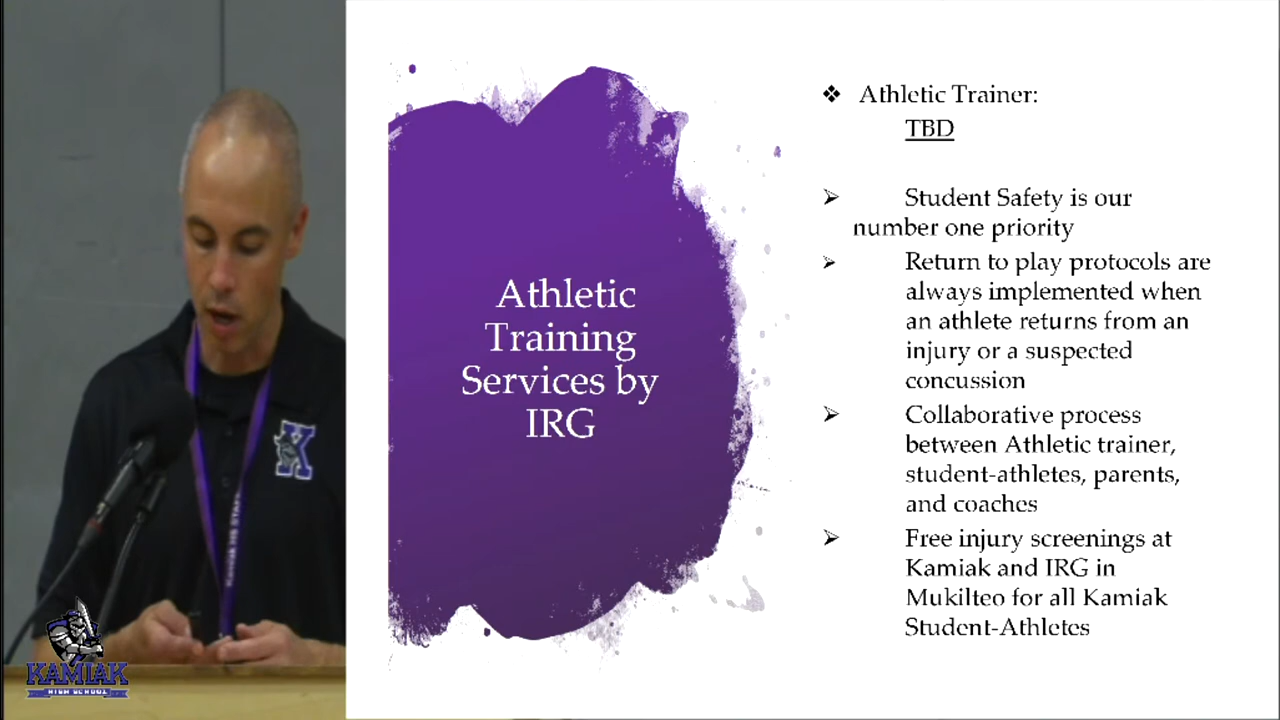 Athletic
Training
Services by
IRG
❖ Athletic Trainer:
TBD
➢ Student Safety is our
number one priority
➢ Return to play protocols are
always implemented when
an athlete returns from an
injury or a suspected
concussion
➢ Collaborative process
between Athletic trainer,
student-athletes, parents,
and coaches
➢ Free injury screenings at
Kamiak and IRG in
Mukilteo for all Kamiak
Student-Athletes
K
KAMIAK
HIGH SCHOOL